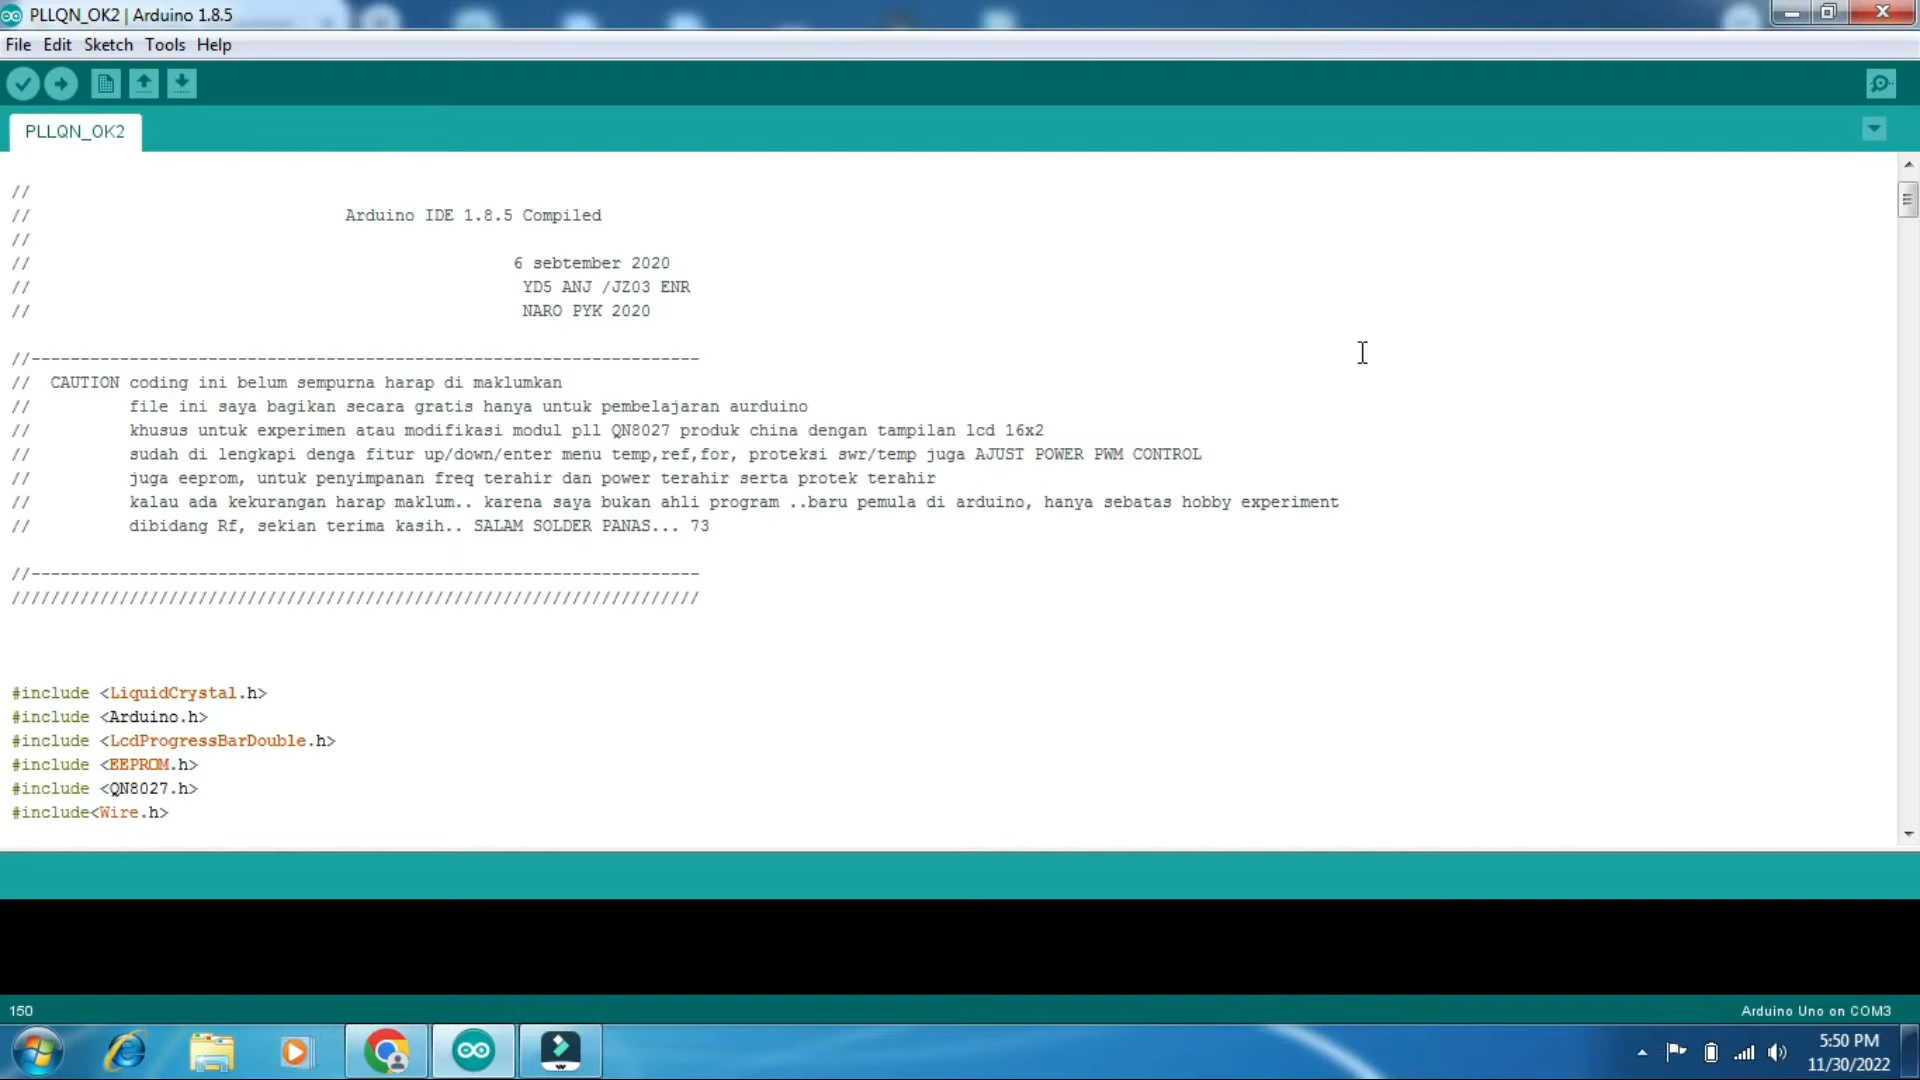 PLLQN_OK2 | Arduino 1.8.5
File Edit Sketch Tools Help
PLLQN_OK2
//
// Arduino IDE 1.8.5 Compiled
//
// 6 sebtember 2020
// YD5 ANJ /JZ03 ENR
// NARO PYK 2020
//--------------------------------------------------------------------
// CAUTION coding ini belum sempurna harap di maklumkan
// file ini saya bagikan secara gratis hanya untuk pembelajaran aurduino
// khusus untuk experimen atau modifikasi modul pll QN8027 produk china dengan tampilan lcd 16x2
// sudah di lengkapi denga fitur up/down/enter menu temp,ref,for, proteksi swr/temp juga AJUST POWER PWM CONTROL
// juga eeprom, untuk penyimpanan freq terahir dan power terahir serta protek terahir
// kalau ada kekurangan harap maklum.. karena saya bukan ahli program ..baru pemula di arduino, hanya sebatas hobby experiment
// dibidang Rf, sekian terima kasih.. SALAM SOLDER PANAS... 73
//--------------------------------------------------------------------
//////////////////////////////////////////////////////////////////////
#include <LiquidCrystal.h>
#include <Arduino.h>
#include <LcdProgressBarDouble.h>
#include <EEPROM.h>
#include <QN8027.h>
#include<Wire.h>
150
Arduino Uno on COM3
5:50 PM
11/30/2022